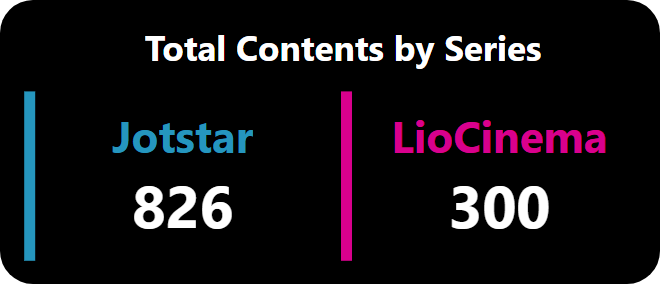 Total Contents by Series
Jotstar
826
LioCinema
300